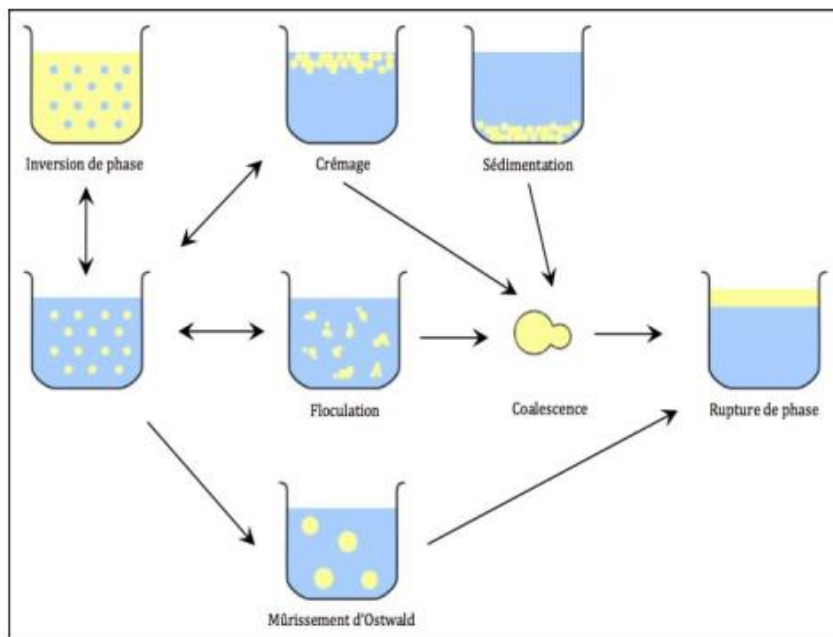 Inversion de phase
Crémage
Sédimentation
Floculation
Coalescence
Rupture de phase
Mûrissement d'Ostwald